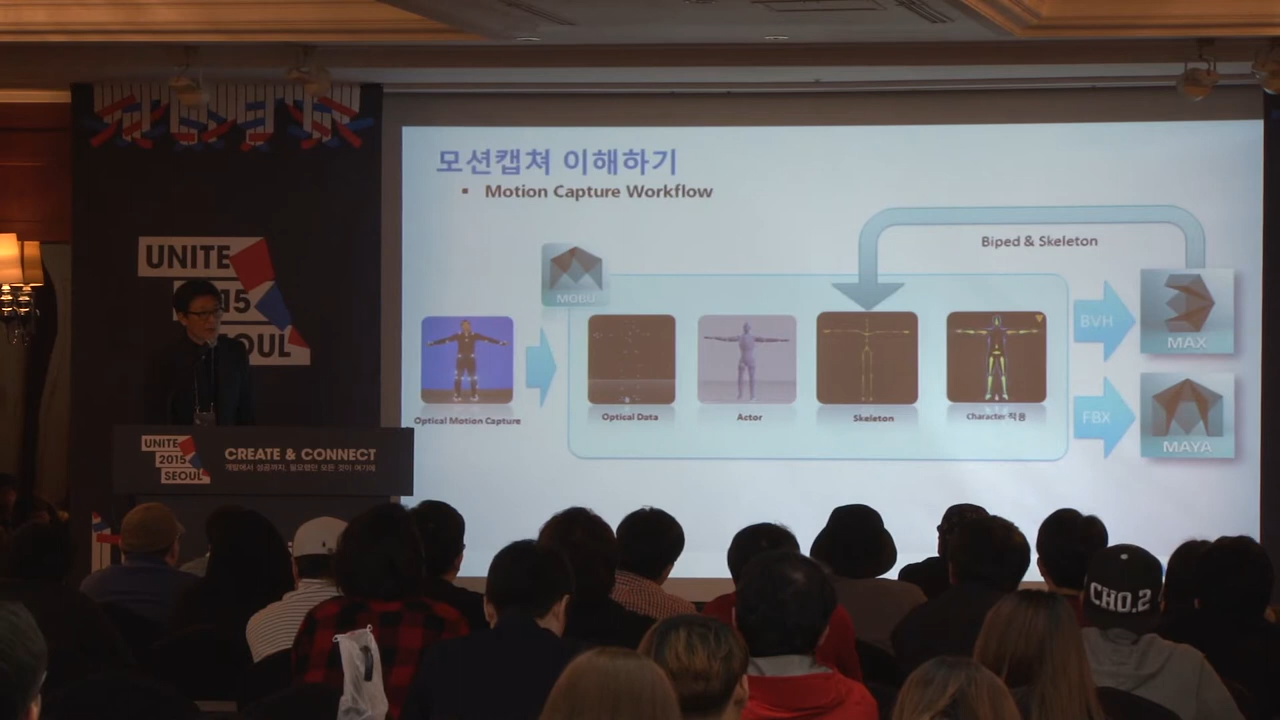 모션캡쳐 이해하기
▪ Motion Capture Workflow
Biped & Skeleton
MOBU
BVH
MAX
FBX
MAYA
Optical Motion Capture
Optical Data
Actor
Skeleton
Character 적용
UNITE
2015
SEOUL
UNITE
2015
SEOUL
CREATE & CONNECT
개발에서 성공까지, 필요했던 모든 것이 여기에
CHO.2